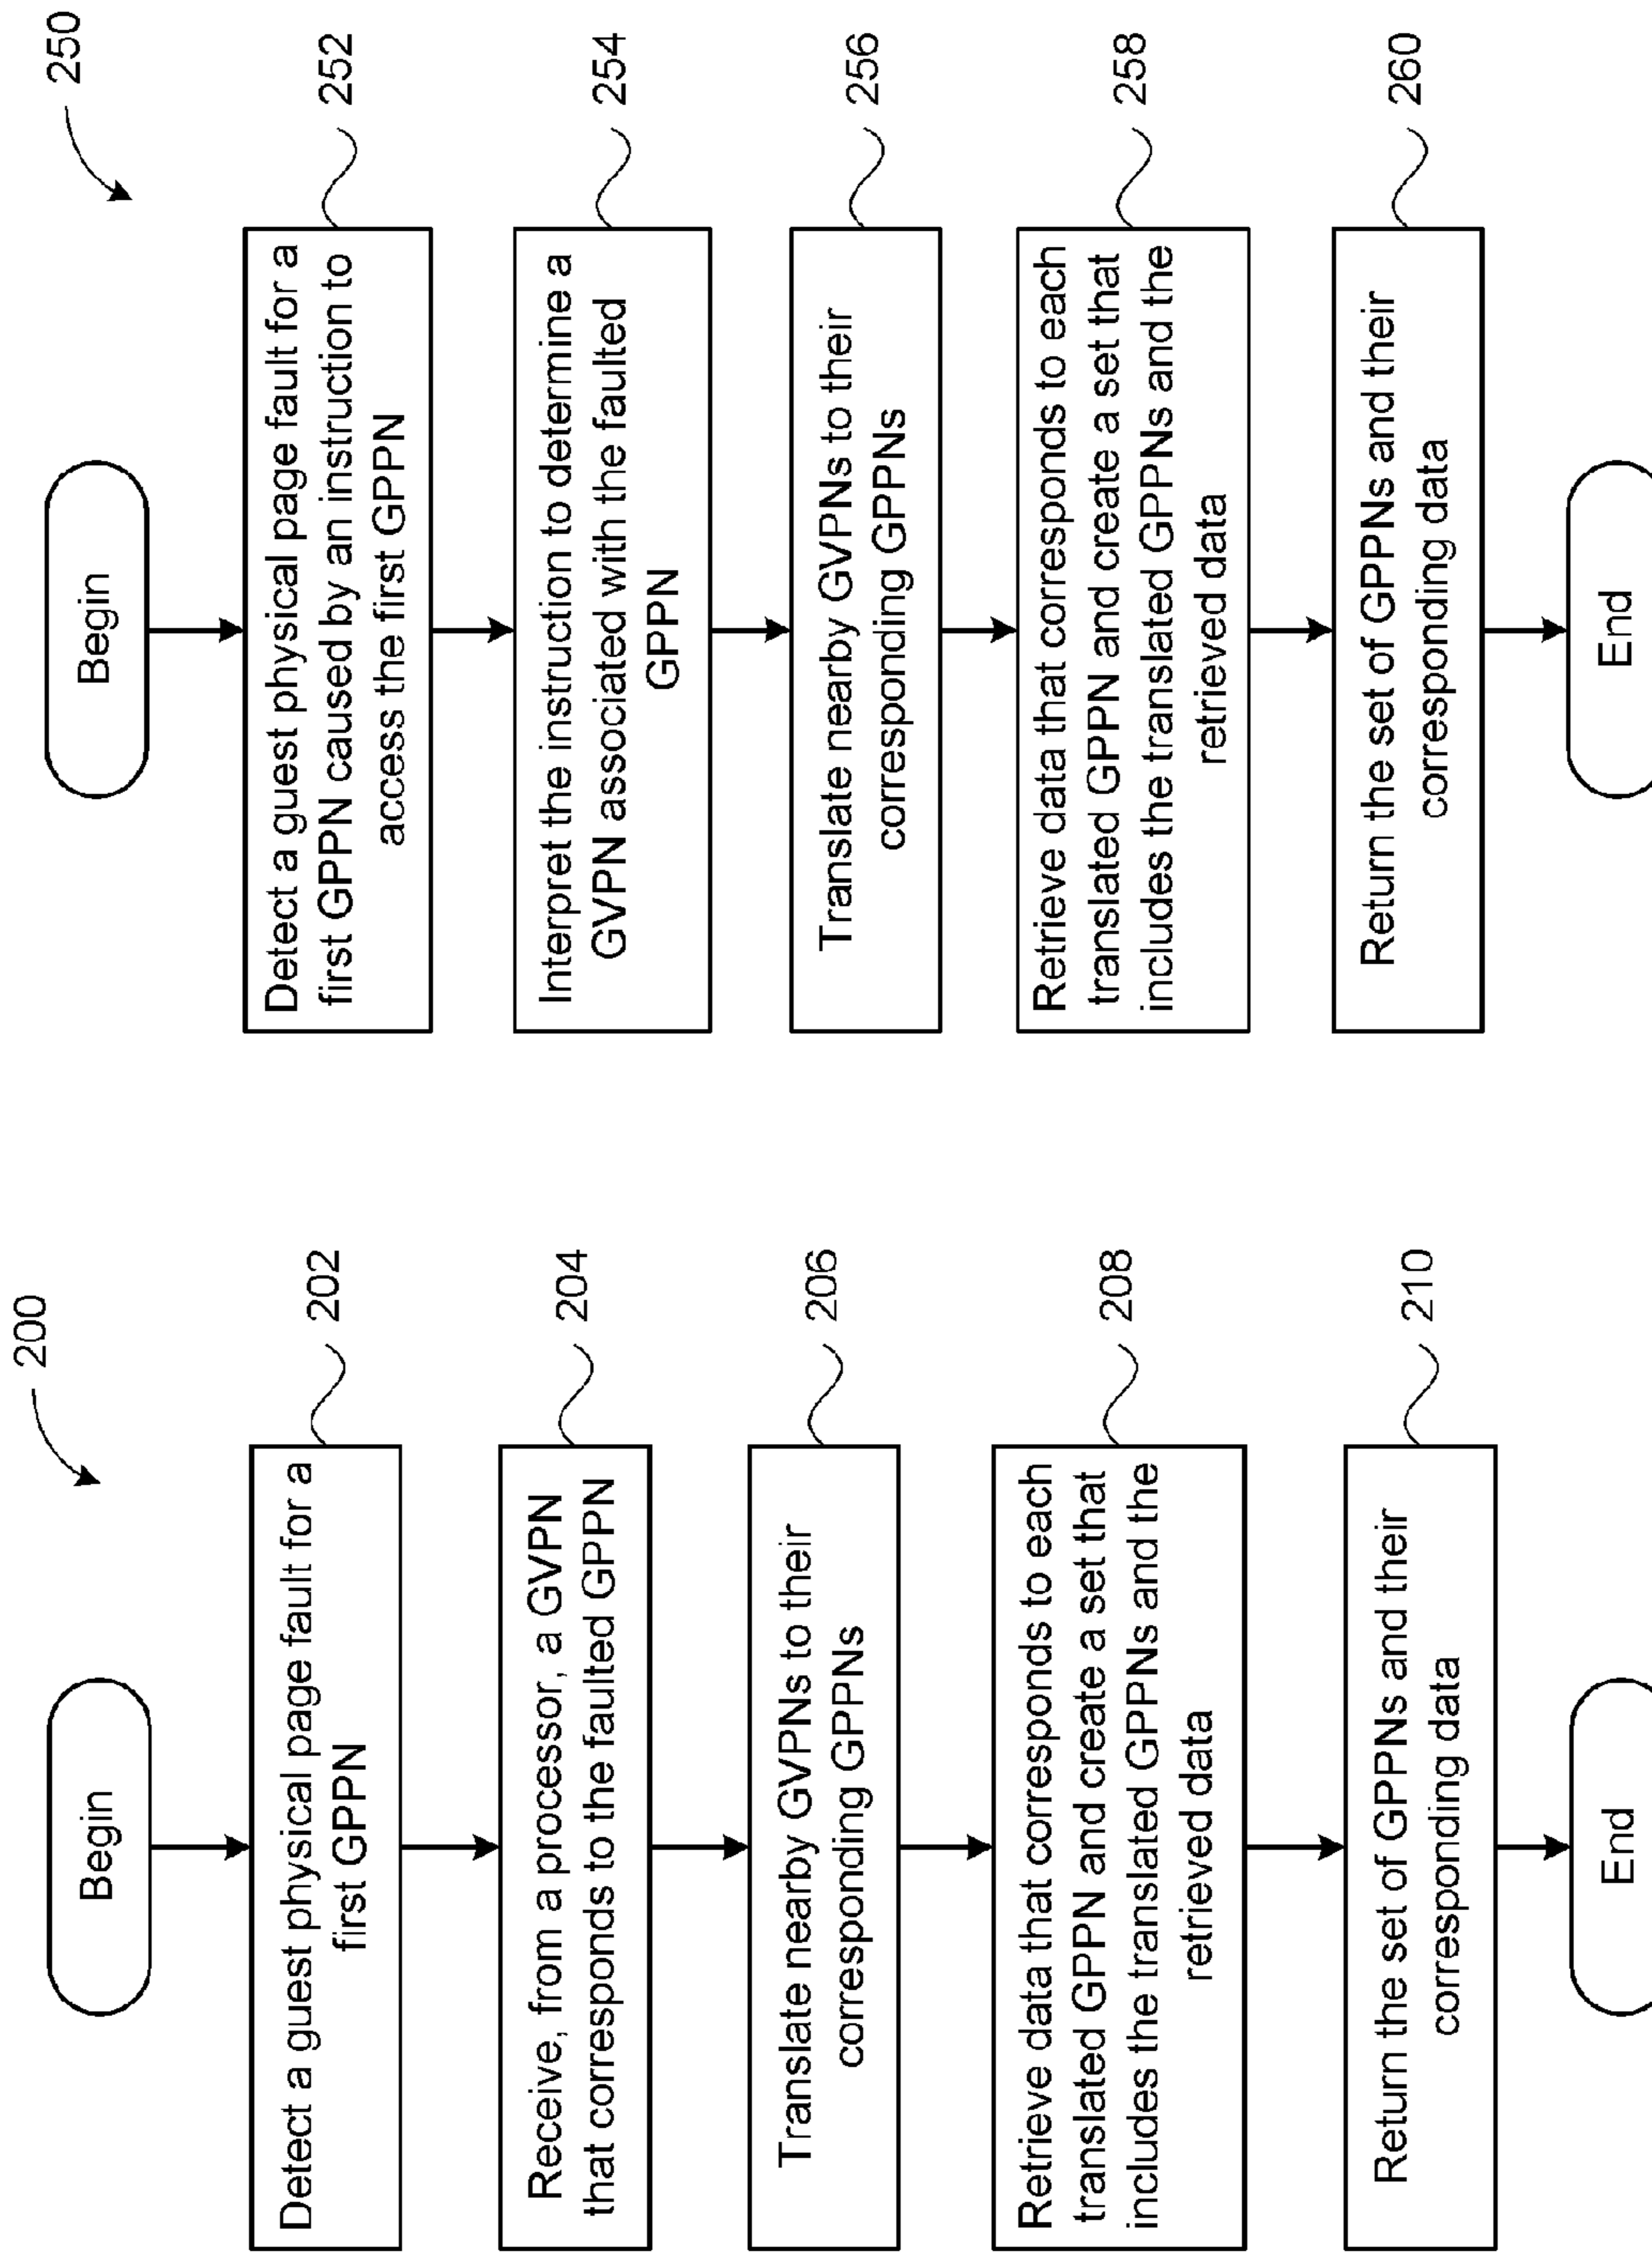 200
Begin
Detect a guest physical page fault for a
first GPPN
202
Receive, from a processor, a GVPN
that corresponds to the faulted GPPN
204
Translate nearby GVPNs to their
corresponding GPPNs
206
Retrieve data that corresponds to each
translated GPPN and create a set that
includes the translated GPPNs and the
retrieved data
208
Return the set of GPPNs and their
corresponding data
210
End
250
Begin
Detect a guest physical page fault for a
first GPPN caused by an instruction to
access the first GPPN
252
Interpret the instruction to determine a
GVPN associated with the faulted
GPPN
254
Translate nearby GVPNs to their
corresponding GPPNs
256
Retrieve data that corresponds to each
translated GPPN and create a set that
includes the translated GPPNs and the
retrieved data
258
Return the set of GPPNs and their
corresponding data
260
End